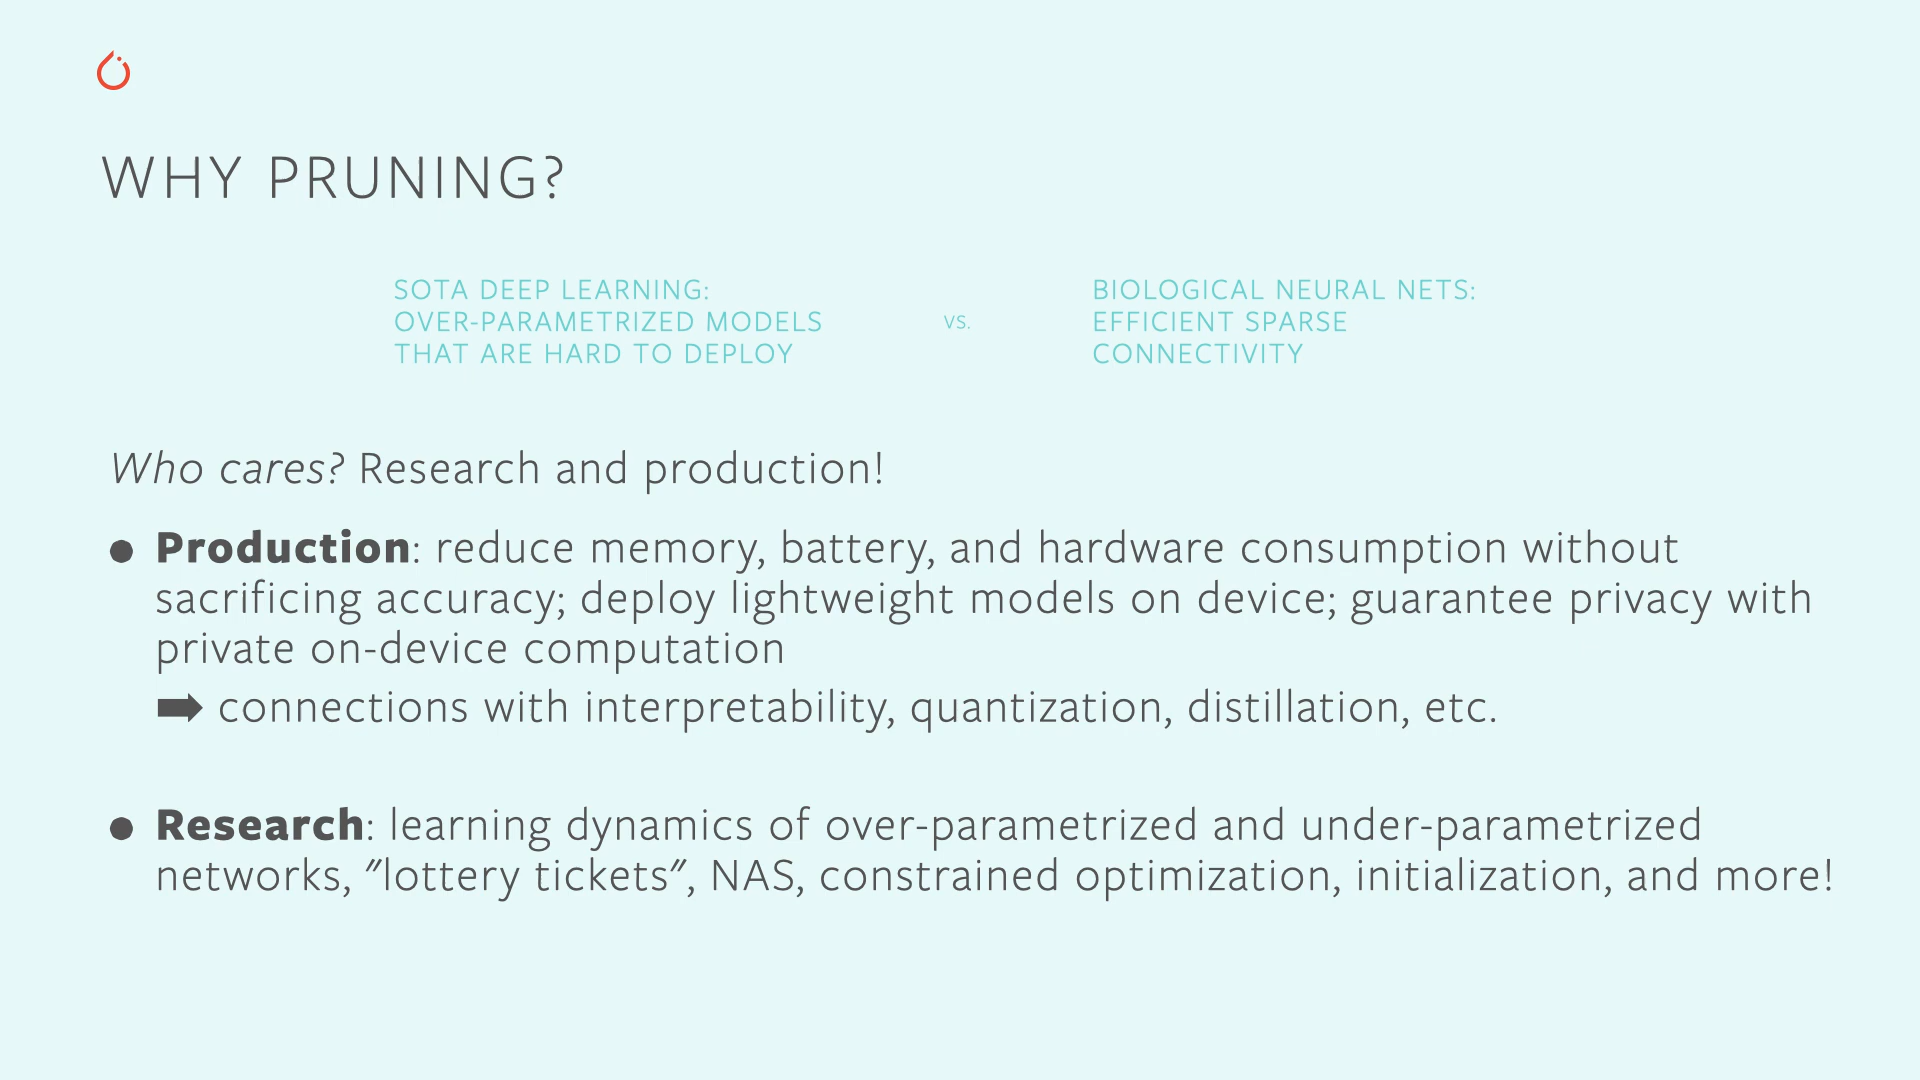 WHY PRUNING?
SOTA DEEP LEARNING:
OVER-PARAMETRIZED MODELS
THAT ARE HARD TO DEPLOY
VS.
BIOLOGICAL NEURAL NETS:
EFFICIENT SPARSE
CONNECTIVITY
Who cares? Research and production!
● Production: reduce memory, battery, and hardware consumption without
sacrificing accuracy; deploy lightweight models on device; guarantee privacy with
private on-device computation
➡ connections with interpretability, quantization, distillation, etc.
● Research: learning dynamics of over-parametrized and under-parametrized
networks, "lottery tickets", NAS, constrained optimization, initialization, and more!